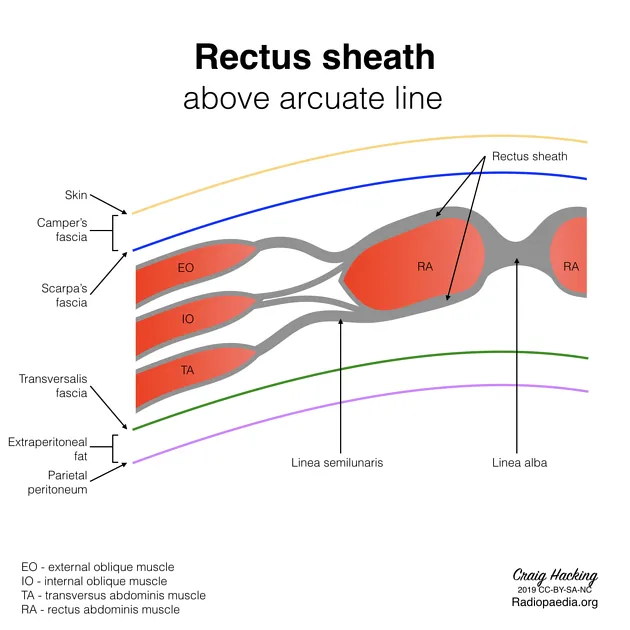 Rectus sheath
above arcuate line
Rectus sheath
Skin
Camper's
fascia
EO
RA
RA
Scarpa's
fascia
IO
TA
Transversalis
fascia
Extraperitoneal
fat
Linea semilunaris
Linea alba
Parietal
peritoneum
EO - external oblique muscle
IO - internal oblique muscle
TA - transversus abdominis muscle
RA - rectus abdominis muscle
Craig Hacking
2019 CC-BY-SA-NC
Radiopaedia.org